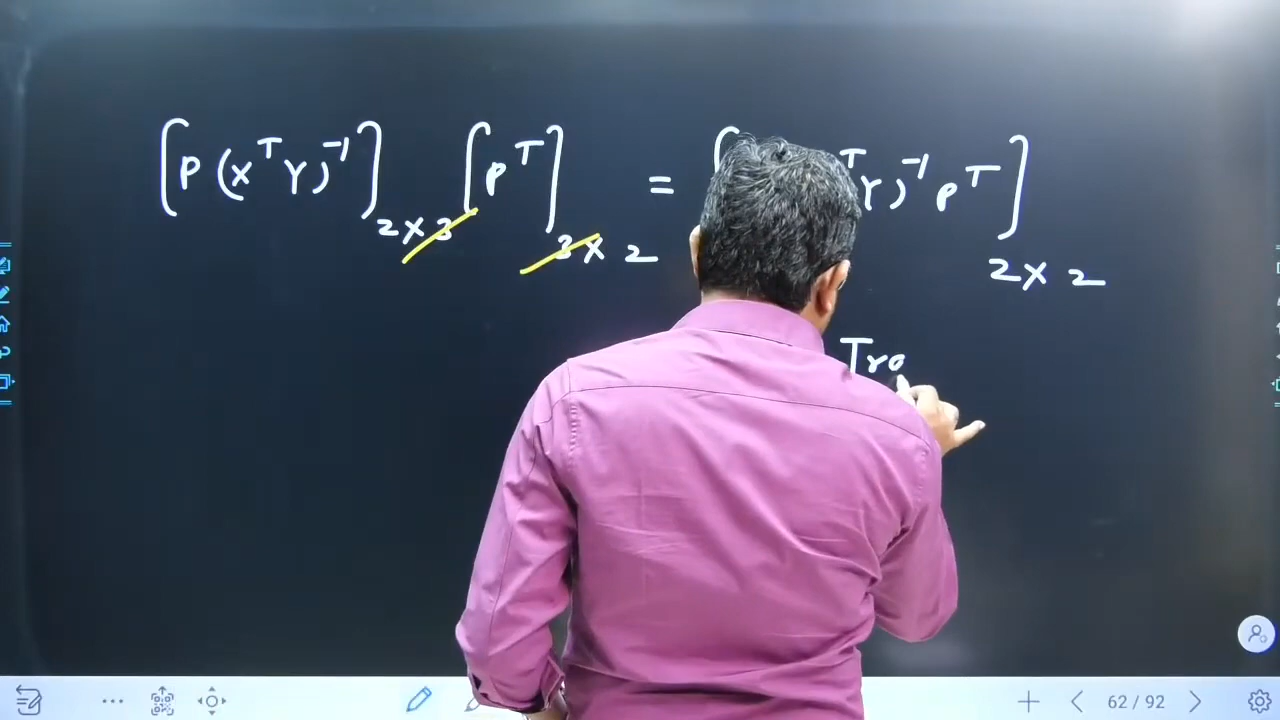 [P (X^T Y)^-1] 2×3 [P^T] 3×2 = [ ^T Y)^-1 P^T] 2×2
Tra
62 / 92